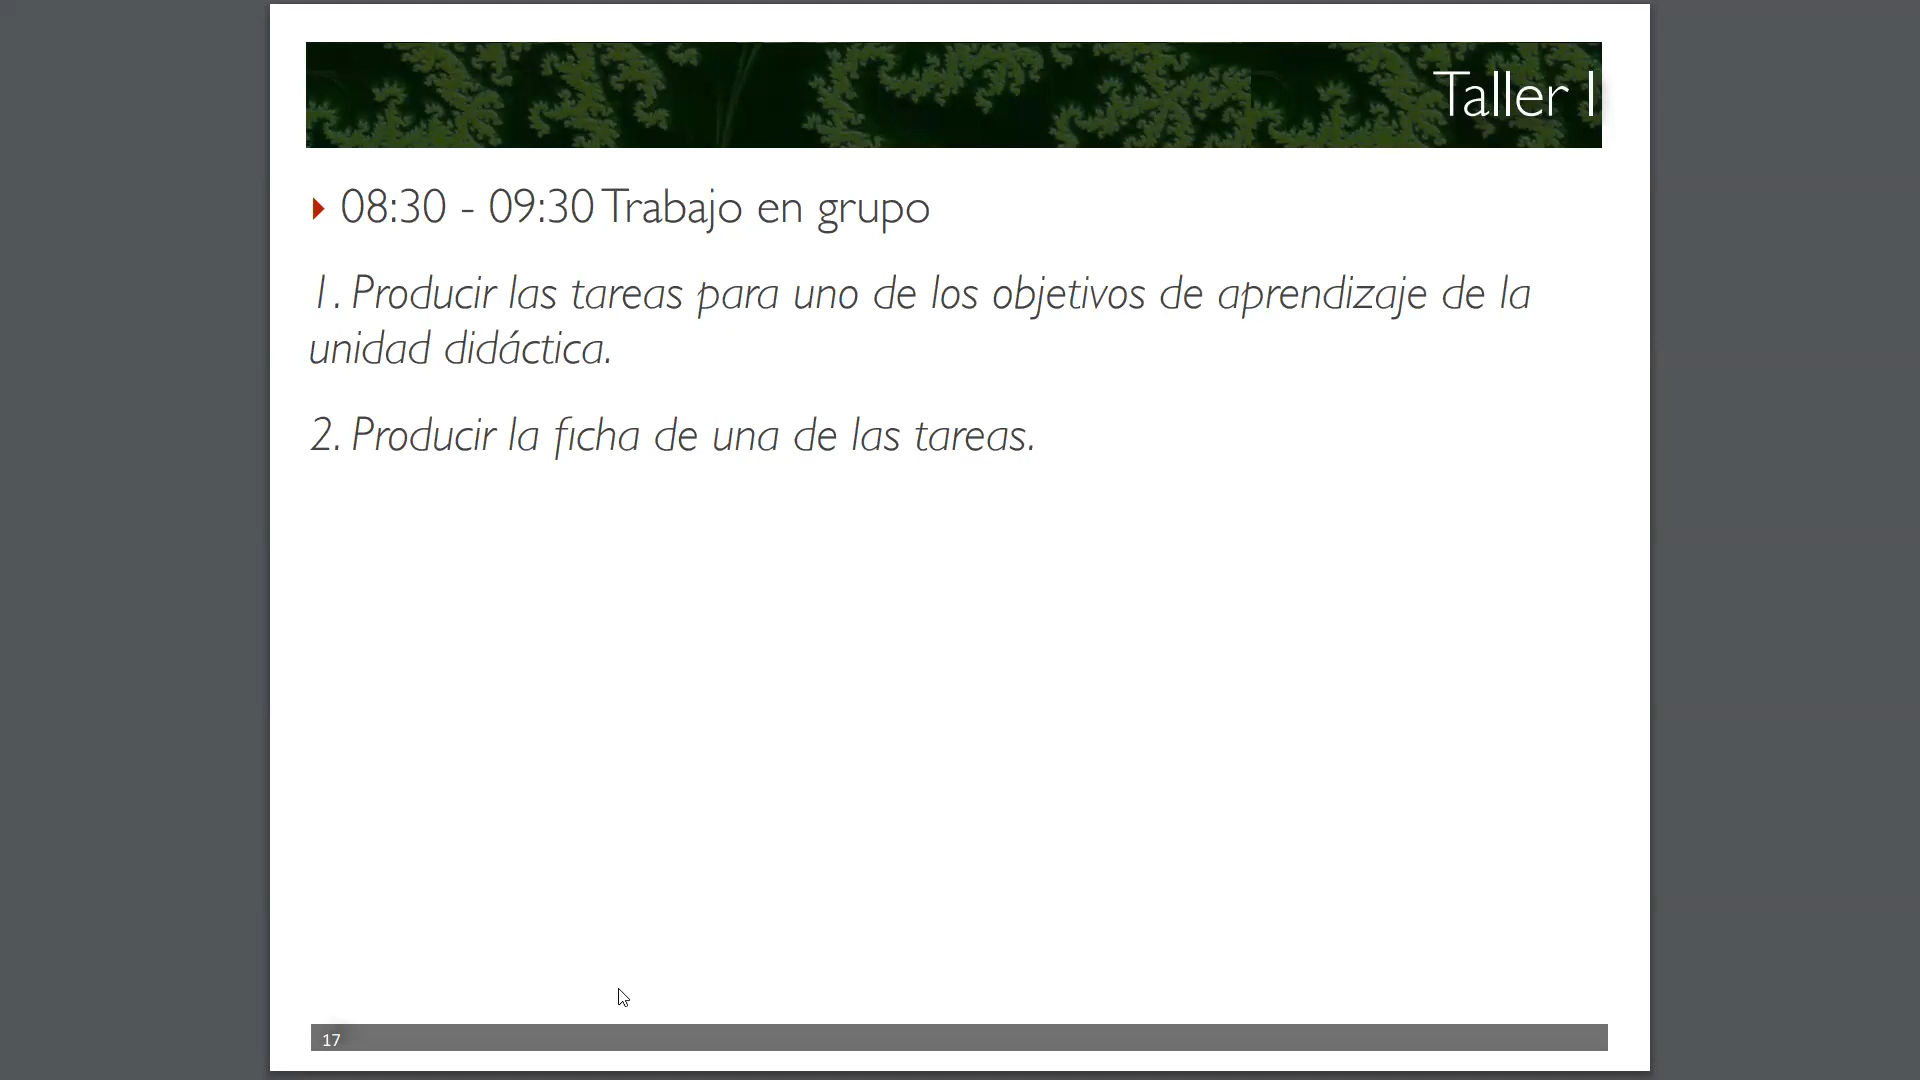 Taller 1
08:30 - 09:30 Trabajo en grupo
1. Producir las tareas para uno de los objetivos de aprendizaje de la
unidad didáctica.
2. Producir la ficha de una de las tareas.
17